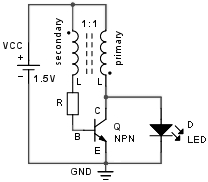 1:1
VCC
secondary
primary
+
1.5V
L
L
R
C
Q
D
B
NPN
LED
E
GND